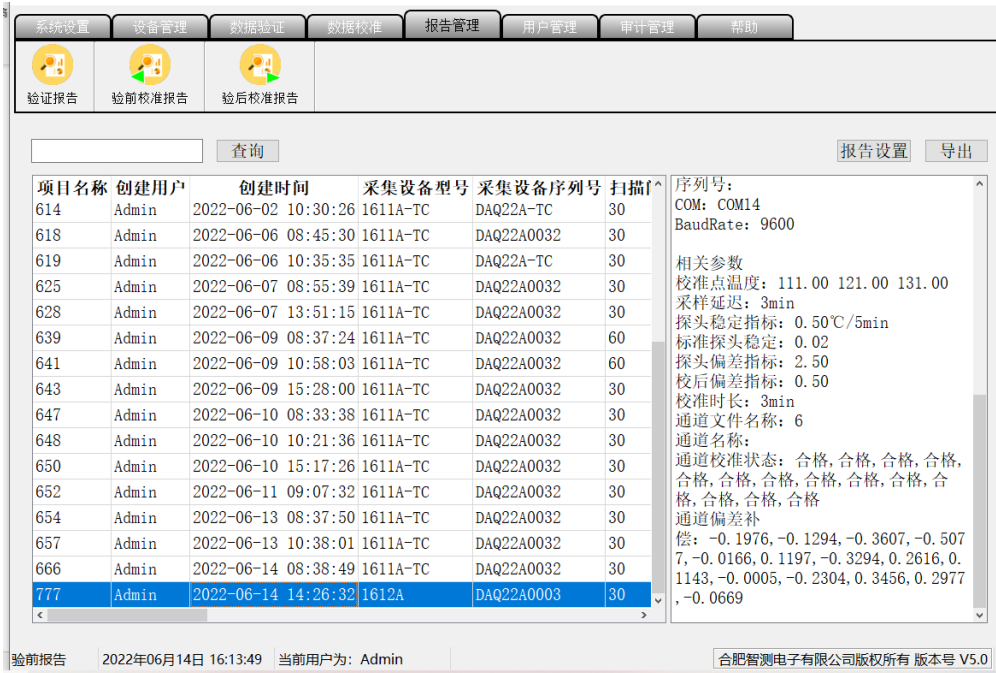 系统设置 设备管理 数据验证 数据校准 报告管理 用户管理 审计管理 帮助
验证报告 验前校准报告 验后校准报告
查询 报告设置 导出
项目名称 创建用户 创建时间 采集设备型号 采集设备序列号
614 Admin 2022-06-02 10:30:26 1611A-TC DAQ22A-TC 30
618 Admin 2022-06-06 08:45:30 1611A-TC DAQ22A0032 30
619 Admin 2022-06-06 10:35:35 1611A-TC DAQ22A-TC 30
625 Admin 2022-06-07 08:55:39 1611A-TC DAQ22A0032 30
628 Admin 2022-06-07 13:51:15 1611A-TC DAQ22A0032 30
639 Admin 2022-06-09 08:37:24 1611A-TC DAQ22A0032 60
641 Admin 2022-06-09 10:58:03 1611A-TC DAQ22A0032 60
643 Admin 2022-06-09 15:28:00 1611A-TC DAQ22A0032 30
647 Admin 2022-06-10 08:33:38 1611A-TC DAQ22A0032 30
648 Admin 2022-06-10 10:21:36 1611A-TC DAQ22A0032 30
650 Admin 2022-06-10 15:17:26 1611A-TC DAQ22A0032 30
652 Admin 2022-06-11 09:07:32 1611A-TC DAQ22A0032 30
654 Admin 2022-06-13 08:37:50 1611A-TC DAQ22A0032 30
657 Admin 2022-06-13 10:38:01 1611A-TC DAQ22A0032 30
666 Admin 2022-06-14 08:38:49 1611A-TC DAQ22A0032 30
777 Admin 2022-06-14 14:26:32 1612A DAQ22A0003 30
序列号:
COM: COM14
BaudRate: 9600
相关参数
校准点温度: 111.00 121.00 131.00
采样延迟: 3min
探头稳定指标: 0.50℃/5min
标准探头稳定: 0.02
探头偏差指标: 2.50
校后偏差指标: 0.50
校准时长: 3min
通道文件名称: 6
通道名称:
通道校准状态: 合格,合格,合格,合格,
合格,合格,合格,合格,合格,合格,合
格,合格,合格,合格
通道偏差补
偿: -0.1976,-0.1294,-0.3607,-0.507
7,-0.0166,0.1197,-0.3294,0.2616,0.
1143,-0.0005,-0.2304,0.3456,0.2977
,-0.0669
验前报告 2022年06月14日 16:13:49 当前用户为: Admin 合肥智测电子有限公司版权所有 版本号 V5.0